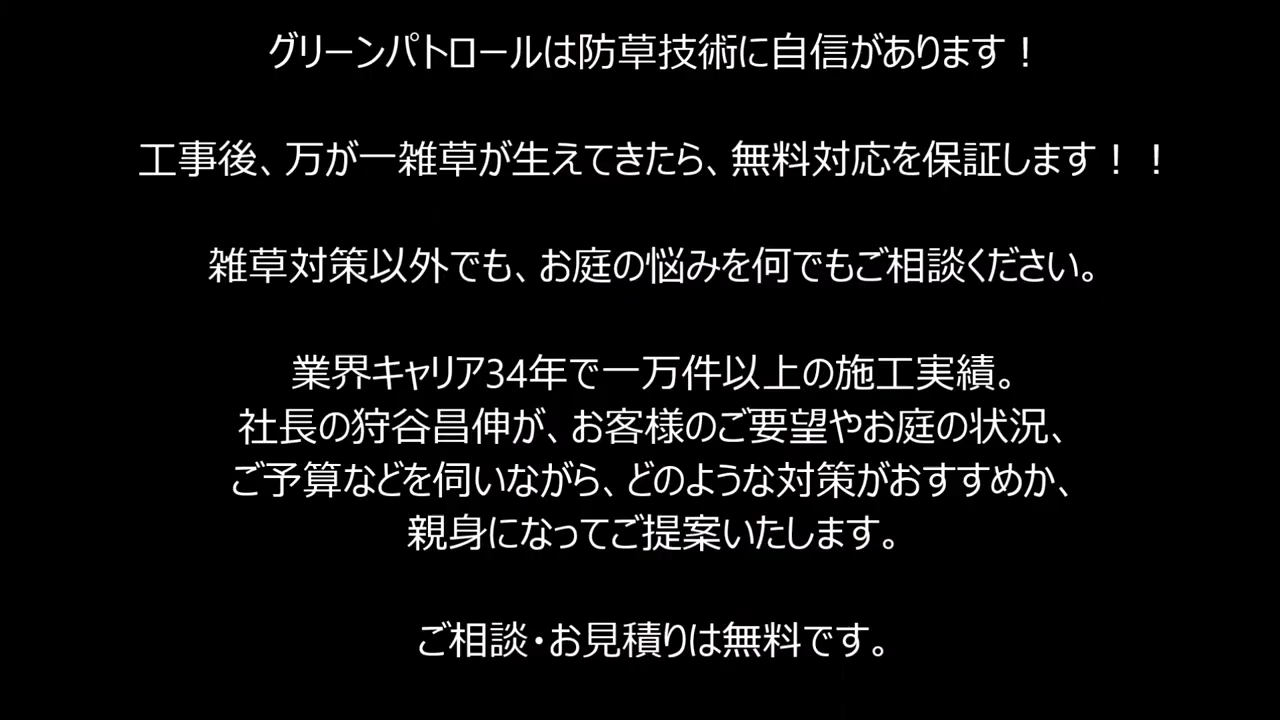 グリーンパトロールは防草技術に自信があります！
工事後、万が一雑草が生えてきたら、無料対応を保証します！！
雑草対策以外でも、お庭の悩みを何でもご相談ください。
業界キャリア34年で一万件以上の施工実績。
社長の狩谷昌伸が、お客様のご要望やお庭の状況、
ご予算などを伺いながら、どのような対策がおすすめか、
親身になってご提案いたします。
ご相談・お見積りは無料です。